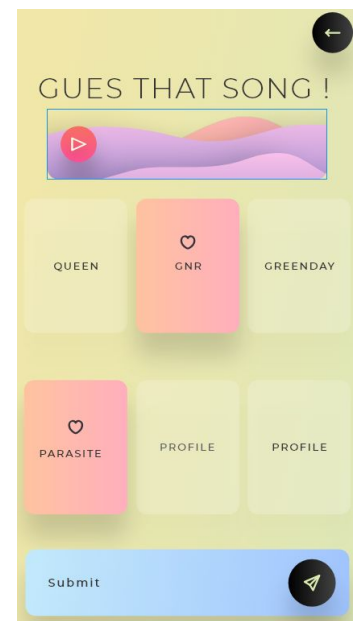 GUES THAT SONG !
QUEEN
GNR
GREENDAY
PARASITE
PROFILE
PROFILE
Submit